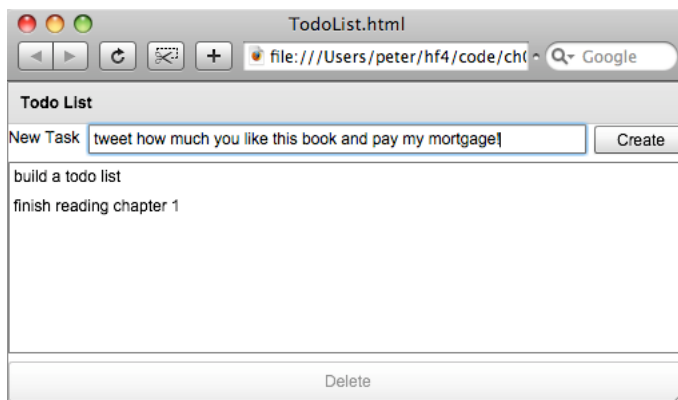 TodoList.html
file:///Users/peter/hf4/code/ch
Google
Todo List
New Task tweet how much you like this book and pay my mortgage! Create
build a todo list
finish reading chapter 1
Delete